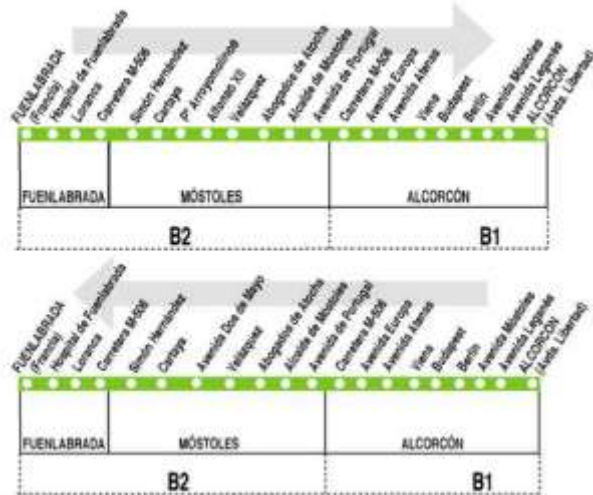 FUENLABRADA
(Francia)
Hospital de Fuenlabrada
Loranca
Carretera M-506
Simón Hernández
Cartaya
Pº Arroyomolinos
Alfonso XII
Velázquez
Abogados de Atocha
Alcalde de Móstoles
Avenida de Portugal
Carretera M-506
Avenida Europa
Avenida Atenas
Viena
Budapest
Berlín
Avenida Móstoles
Avenida Leganés
ALCORCÓN
(Avda. Libertad)
FUENLABRADA
MÓSTOLES
ALCORCÓN
B2
B1
FUENLABRADA
(Francia)
Hospital de Fuenlabrada
Loranca
Carretera M-506
Simón Hernández
Cartaya
Avenida Dos de Mayo
Velázquez
Abogados de Atocha
Alcalde de Móstoles
Avenida de Portugal
Carretera M-506
Avenida Europa
Avenida Atenas
Viena
Budapest
Berlín
Avenida Móstoles
Avenida Leganés
ALCORCÓN
(Avda. Libertad)
FUENLABRADA
MÓSTOLES
ALCORCÓN
B2
B1